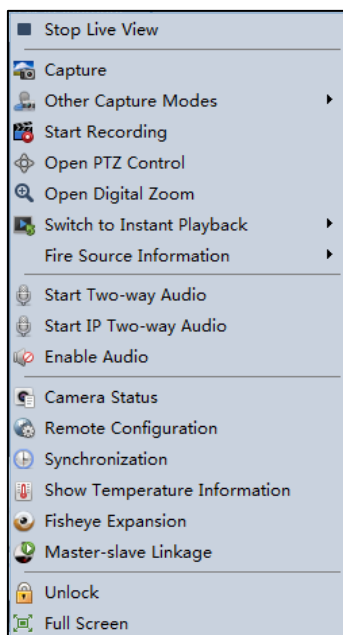 Stop Live View
Capture
Other Capture Modes
Start Recording
Open PTZ Control
Open Digital Zoom
Switch to Instant Playback
Fire Source Information
Start Two-way Audio
Start IP Two-way Audio
Enable Audio
Camera Status
Remote Configuration
Synchronization
Show Temperature Information
Fisheye Expansion
Master-slave Linkage
Unlock
Full Screen